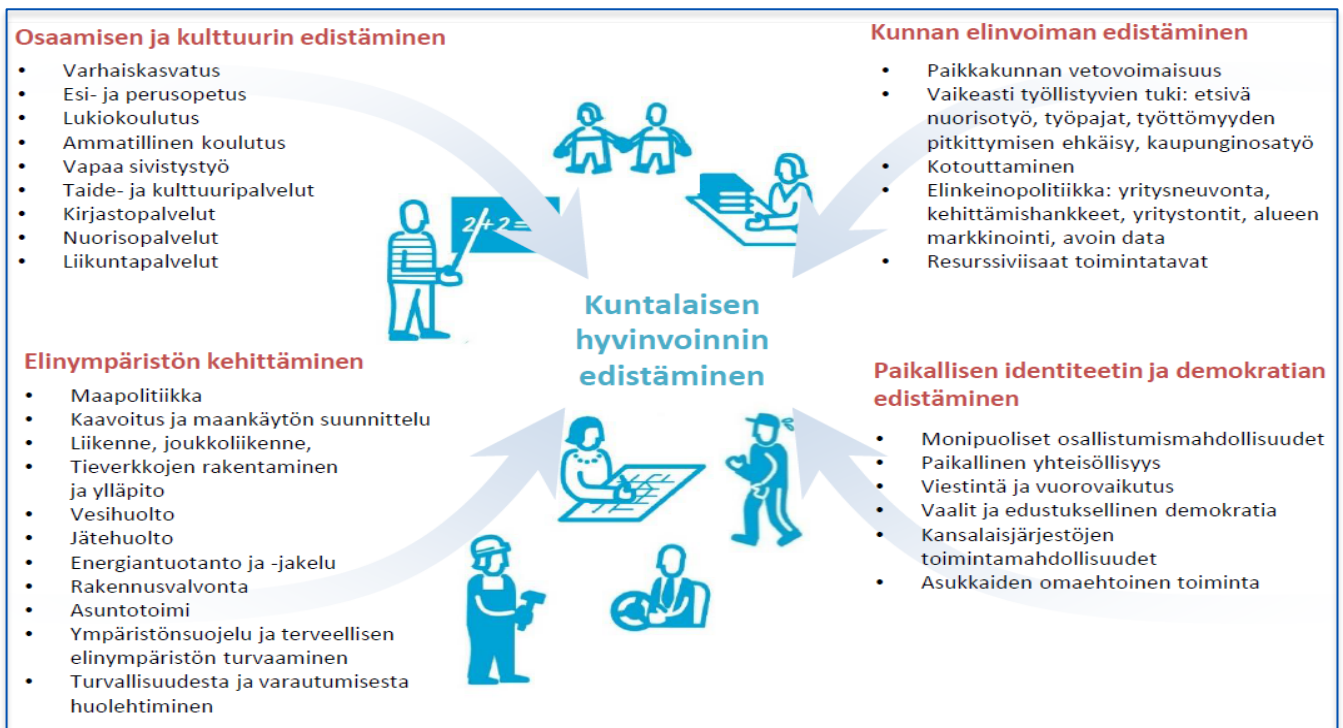 Osaamisen ja kulttuurin edistäminen
• Varhaiskasvatus
• Esi- ja perusopetus
• Lukiokoulutus
• Ammatillinen koulutus
• Vapaa sivistystyö
• Taide- ja kulttuuripalvelut
• Kirjastopalvelut
• Nuorisopalvelut
• Liikuntapalvelut
2+2=
Kunnan elinvoiman edistäminen
• Paikkakunnan vetovoimaisuus
• Vaikeasti työllistyvien tuki: etsivä
nuorisotyö, työpajat, työttömyyden
pitkittymisen ehkäisy, kaupunginosatyö
• Kotouttaminen
• Elinkeinopolitiikka: yritysneuvonta,
kehittämishankkeet, yritystontit, alueen
markkinointi, avoin data
• Resurssiviisaat toimintatavat
Kuntalaisen
hyvinvoinnin
edistäminen
Elinympäristön kehittäminen
• Maapolitiikka
• Kaavoitus ja maankäytön suunnittelu
• Liikenne, joukkoliikenne,
• Tieverkkojen rakentaminen
ja ylläpito
• Vesihuolto
• Jätehuolto
• Energiantuotanto ja -jakelu
• Rakennusvalvonta
• Asuntotoimi
• Ympäristönsuojelu ja terveellisen
elinympäristön turvaaminen
• Turvallisuudesta ja varautumisesta
huolehtiminen
Paikallisen identiteetin ja demokratian
edistäminen
• Monipuoliset osallistumismahdollisuudet
• Paikallinen yhteisöllisyys
• Viestintä ja vuorovaikutus
• Vaalit ja edustuksellinen demokratia
• Kansalaisjärjestöjen
toimintamahdollisuudet
• Asukkaiden omaehtoinen toiminta